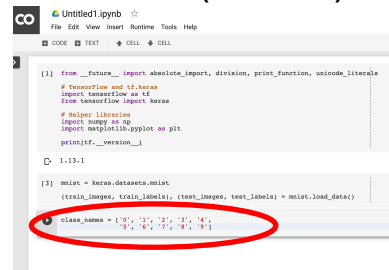 CO
Untitled1.ipynb
File Edit View Insert Runtime Tools Help
CODE TEXT CELL CELL
[1] from __future__ import absolute_import, division, print_function, unicode_literals
# TensorFlow and tf.keras
import tensorflow as tf
from tensorflow import keras
# Helper libraries
import numpy as np
import matplotlib.pyplot as plt
print(tf.__version__)
1.13.1
[3] mnist = keras.datasets.mnist
(train_images, train_labels), (test_images, test_labels) = mnist.load_data()
class_names = ['0', '1', '2', '3', '4',
'5', '6', '7', '8', '9']